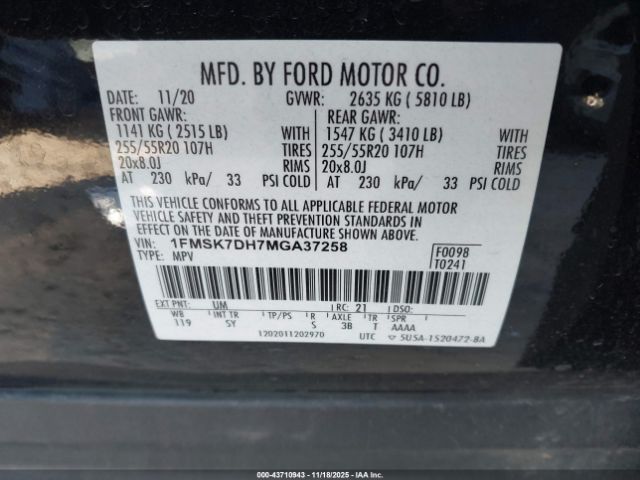 MFD. BY FORD MOTOR CO.
DATE: 11/20 GVWR: 2635 KG ( 5810 LB)
FRONT GAWR: REAR GAWR:
1141 KG ( 2515 LB) WITH 1547 KG ( 3410 LB) WITH
255/55R20 107H TIRES 255/55R20 107H TIRES
20x8.0J RIMS 20x8.0J RIMS
AT 230 kPa/ 33 PSI COLD AT 230 kPa/ 33 PSI COLD
THIS VEHICLE CONFORMS TO ALL APPLICABLE FEDERAL MOTOR
VEHICLE SAFETY AND THEFT PREVENTION STANDARDS IN
EFFECT ON THE DATE OF MANUFACTURE SHOWN ABOVE.
VIN: 1FMSK7DH7MGA37258 F0098
TYPE: MPV T0241
EXT PNT: UM RC: 21 DSO:
WB INT TR TP/PS R AXLE TR SPR
119 SY S 3B T AAAA
1202011202970 UTC 5U5A-1520472-8A
000-43710943 - 11/18/2025 - IAAI.COM